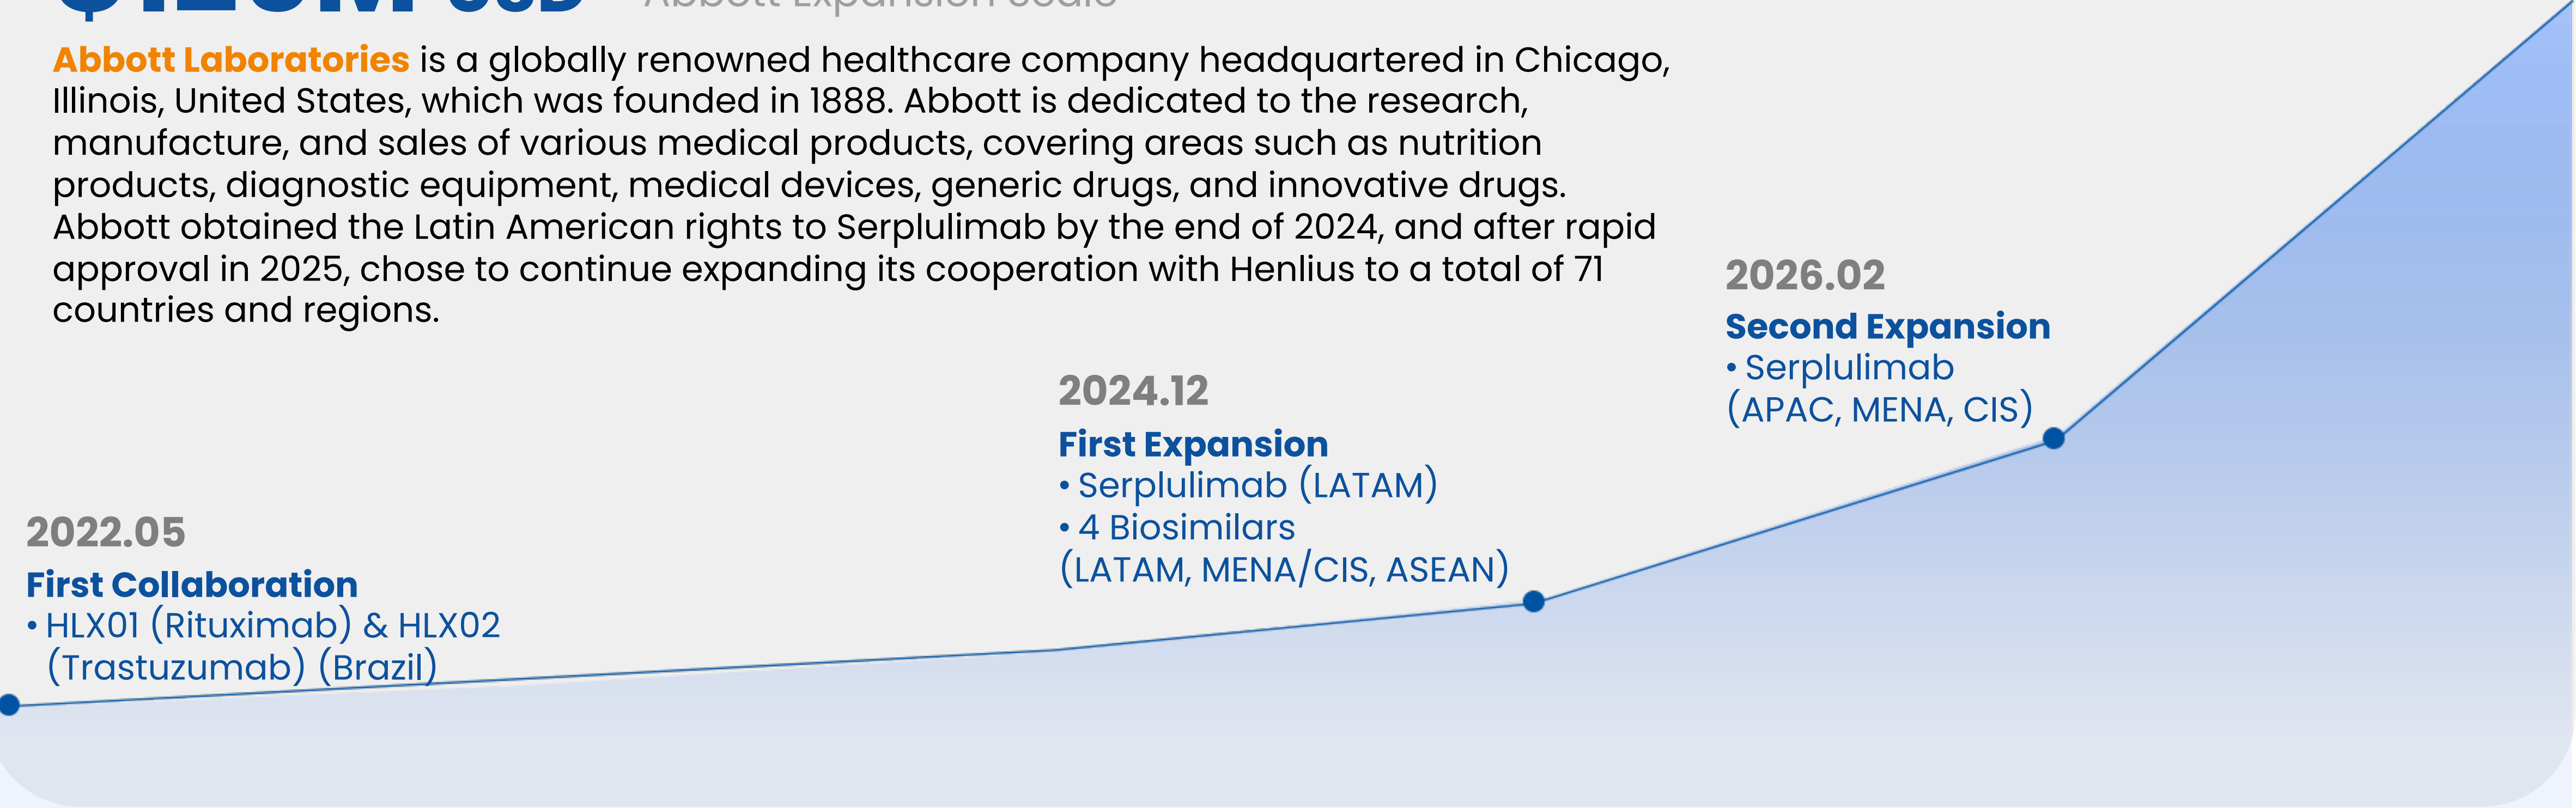 Abbott Expansion Scale
Abbott Laboratories is a globally renowned healthcare company headquartered in Chicago,
Illinois, United States, which was founded in 1888. Abbott is dedicated to the research,
manufacture, and sales of various medical products, covering areas such as nutrition
products, diagnostic equipment, medical devices, generic drugs, and innovative drugs.
Abbott obtained the Latin American rights to Serplulimab by the end of 2024, and after rapid
approval in 2025, chose to continue expanding its cooperation with Henlius to a total of 71
countries and regions.
2026.02
Second Expansion
• Serplulimab
(APAC, MENA, CIS)
2024.12
First Expansion
• Serplulimab (LATAM)
• 4 Biosimilars
(LATAM, MENA/CIS, ASEAN)
2022.05
First Collaboration
• HLX01 (Rituximab) & HLX02
(Trastuzumab) (Brazil)